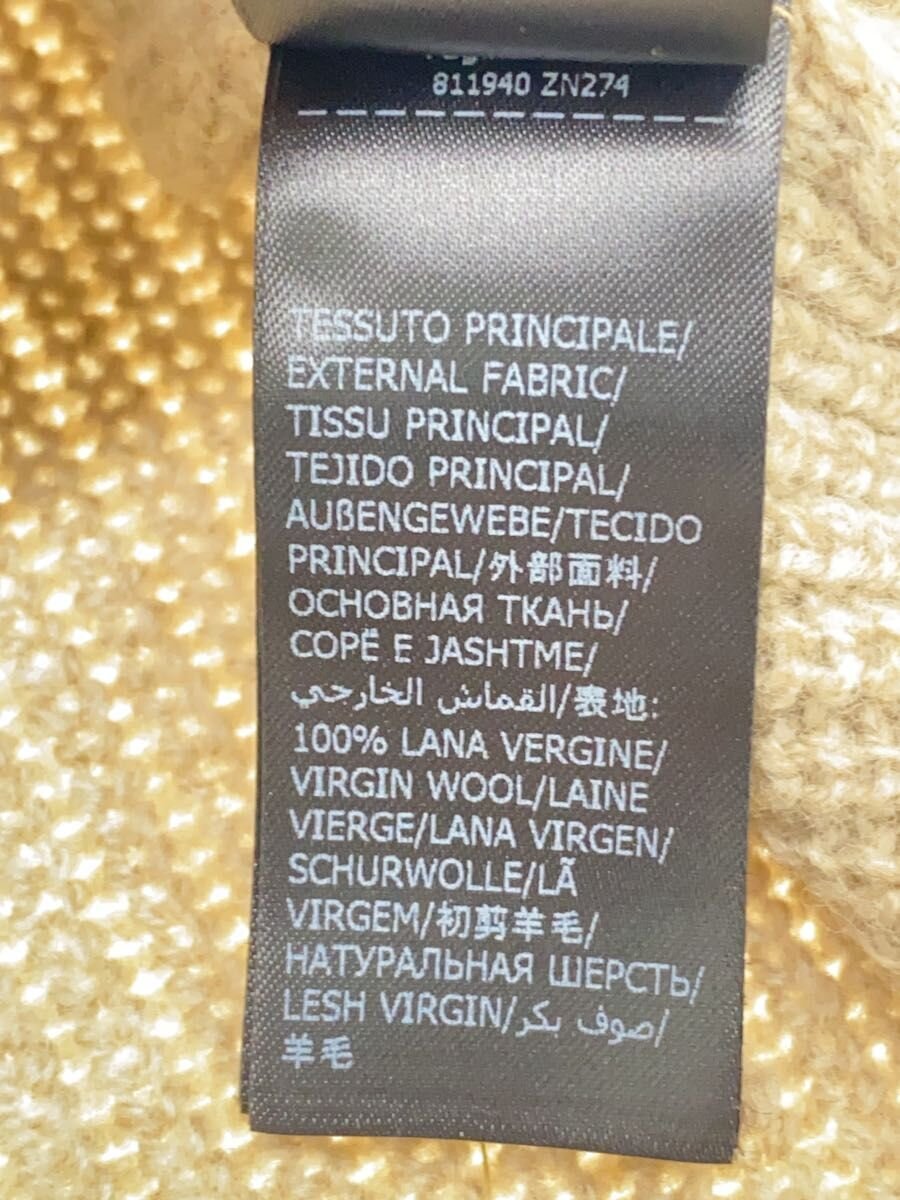 811940 ZN274
TESSUTO PRINCIPALE/
EXTERNAL FABRIC/
TISSU PRINCIPAL/
TEJIDO PRINCIPAL/
AUßENGEWEBE/TECIDO
PRINCIPAL/外部面料/
ОСНОВНАЯ ТКАНЬ/
COPË E JASHTME/
القماش الخارجي/表地:
100% LANA VERGINE/
VIRGIN WOOL/LAINE
VIERGE/LANA VIRGEN/
SCHURWOLLE/LÃ
VIRGEM/初剪羊毛/
НАТУРАЛЬНАЯ ШЕРСТЬ/
LESH VIRGIN/صوف بكر/
羊毛